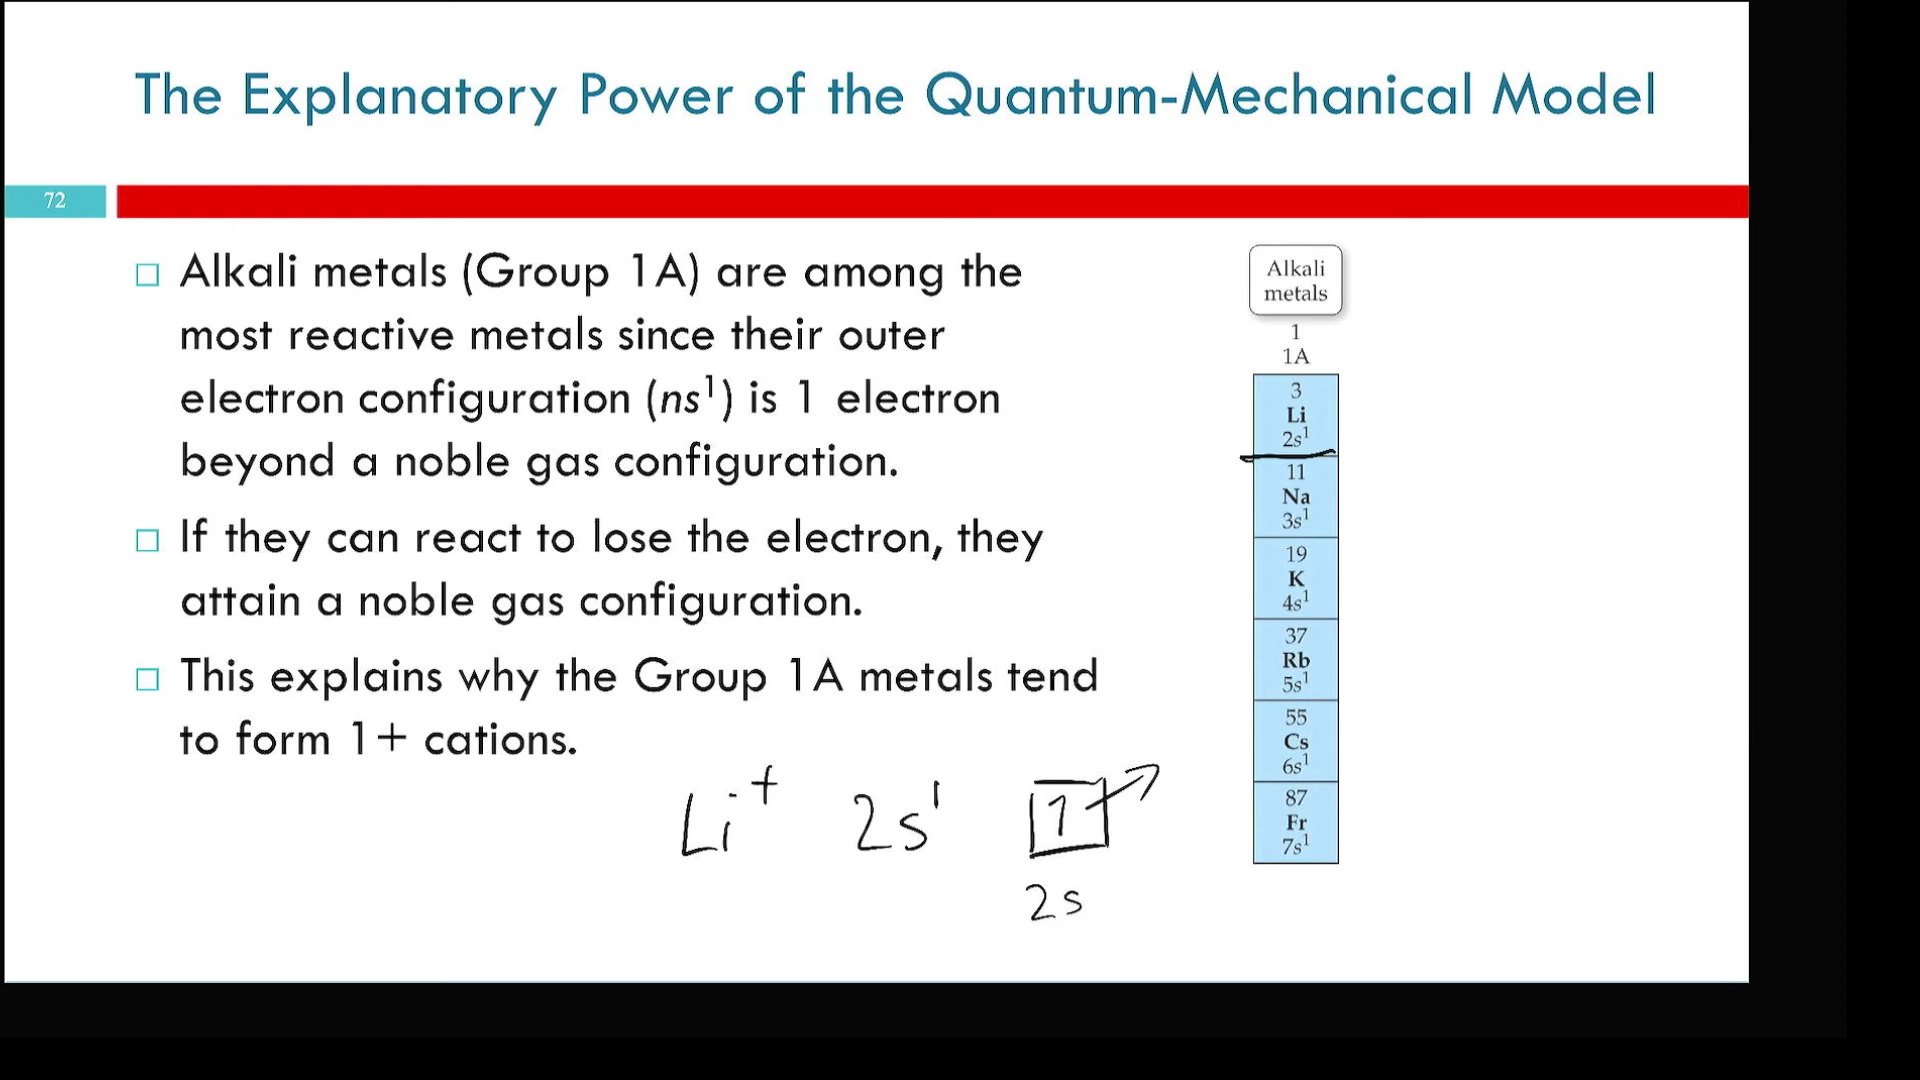 The Explanatory Power of the Quantum-Mechanical Model
72
Alkali metals (Group 1A) are among the
most reactive metals since their outer
electron configuration (ns¹) is 1 electron
beyond a noble gas configuration.
If they can react to lose the electron, they
attain a noble gas configuration.
This explains why the Group 1A metals tend
to form 1+ cations.
Li⁺ 2s¹ 1
2s
Alkali
metals
1
1A
3
Li
2s¹
11
Na
3s¹
19
K
4s¹
37
Rb
5s¹
55
Cs
6s¹
87
Fr
7s¹